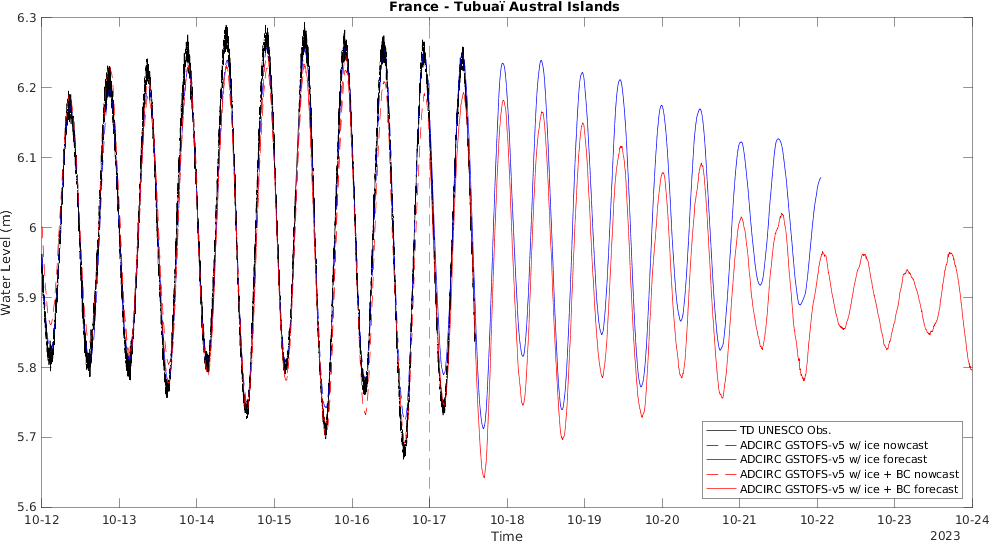 France - Tubuaï Austral Islands
6.3
6.2
6.1
6
5.9
5.8
5.7
5.6
Water Level (m)
TD UNESCO Obs.
ADCIRC GSTOFS-v5 w/ ice nowcast
ADCIRC GSTOFS-v5 w/ ice forecast
ADCIRC GSTOFS-v5 w/ ice + BC nowcast
ADCIRC GSTOFS-v5 w/ ice + BC forecast
10-12 10-13 10-14 10-15 10-16 10-17 10-18 10-19 10-20 10-21 10-22 10-23 10-24
Time
2023